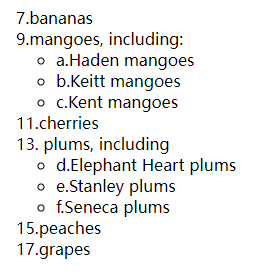 7.bananas
9.mangoes, including:
a.Haden mangoes
b.Keitt mangoes
c.Kent mangoes
11.cherries
13. plums, including
d.Elephant Heart plums
e.Stanley plums
f.Seneca plums
15.peaches
17.grapes